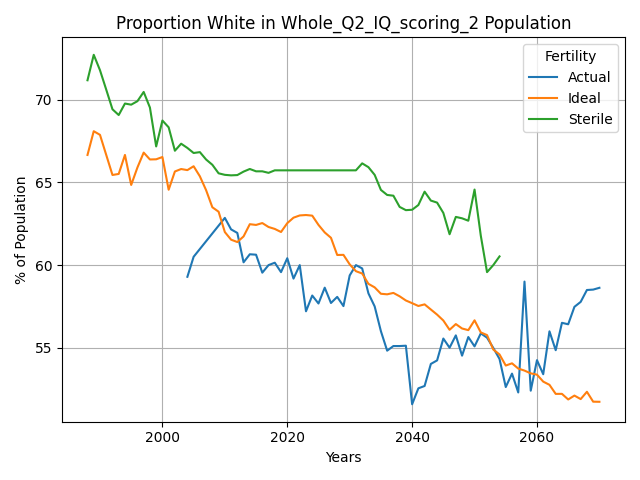 Proportion White in Whole_Q2_IQ_scoring_2 Population
Fertility
Actual
Ideal
Sterile
70
65
60
55
% of Population
2000
2020
2040
2060
Years